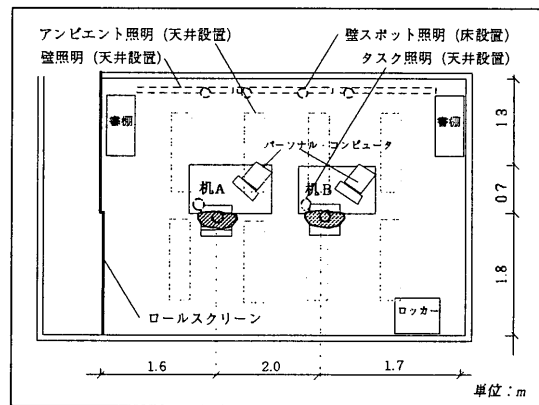 アンビエント照明 (天井設置)
壁スポット照明 (床設置)
壁照明 (天井設置)
タスク照明 (天井設置)
書棚
書棚
パーソナル・コンピュータ
机A
机B
ロールスクリーン
ロッカー
1.3
0.7
1.8
1.6
2.0
1.7
単位：m